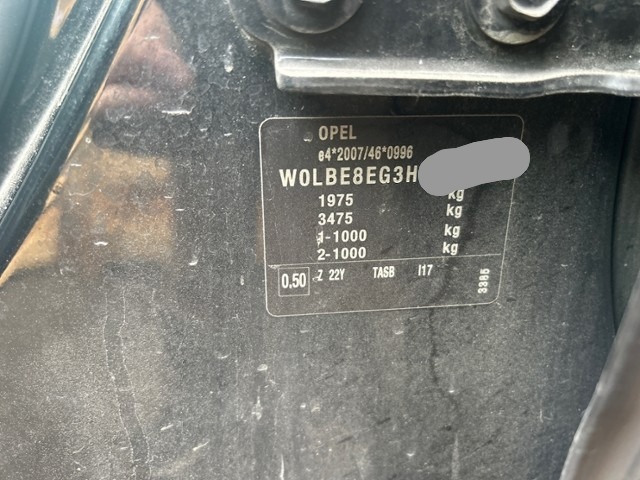 OPEL
e4*2007/46*0996
W0LBE8EG3H
1975 kg
3475 kg
1-1000 kg
2-1000 kg
0.50 Z 22Y TASB I17
3365